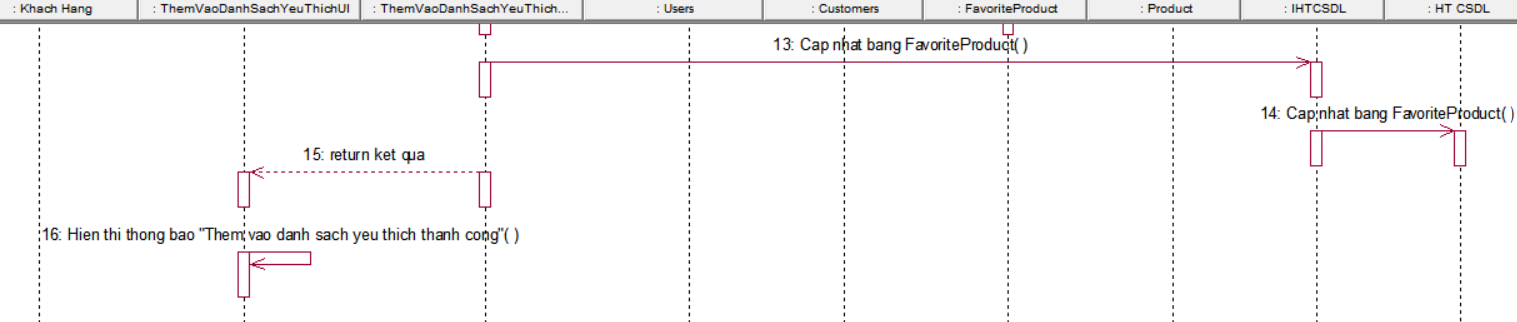 : Khach Hang
: ThemVaoDanhSachYeuThichUI
: ThemVaoDanhSachYeuThich...
: Users
: Customers
: FavoriteProduct
: Product
: IHTCSDL
: HT CSDL
13: Cap nhat bang FavoriteProduct( )
14: Cap nhat bang FavoriteProduct( )
15: return ket qua
16: Hien thi thong bao "Them vao danh sach yeu thich thanh cong"( )